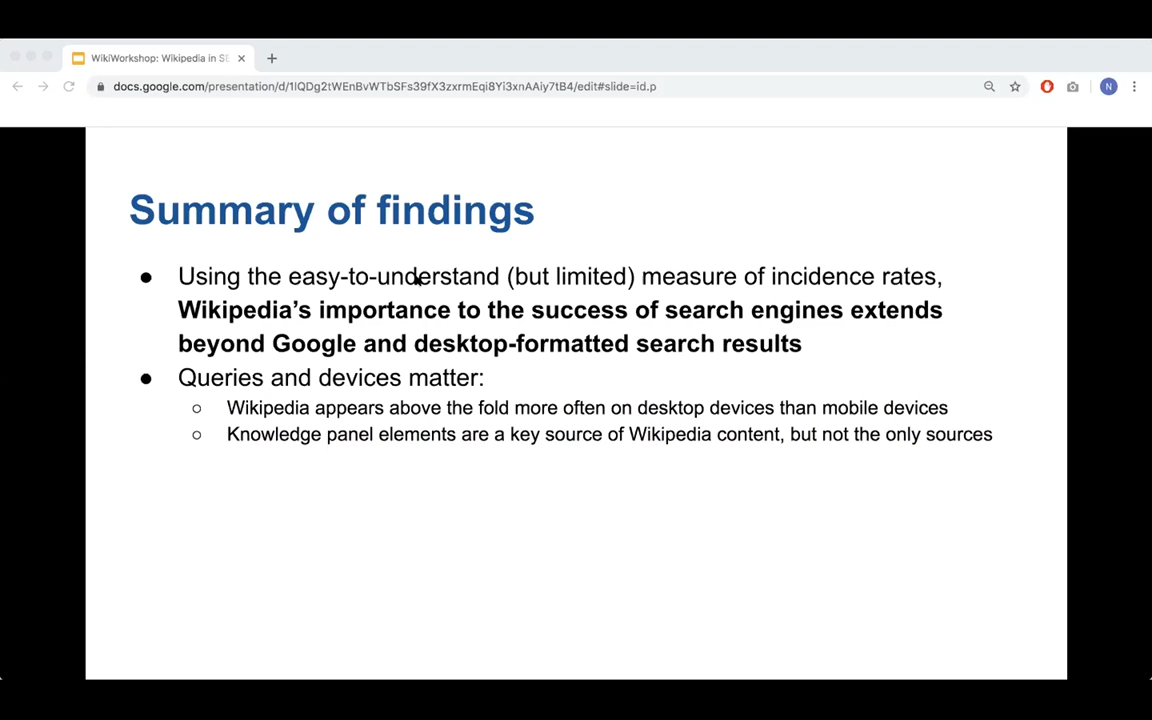 WikiWorkshop: Wikipedia in SE
docs.google.com/presentation/d/1lQDg2tWEnBvWTbSFs39fX3zxrmEqi8Yi3xnAAiy7tB4/edit#slide=id.p
N
Summary of findings
● Using the easy-to-understand (but limited) measure of incidence rates,
Wikipedia’s importance to the success of search engines extends
beyond Google and desktop-formatted search results
● Queries and devices matter:
○ Wikipedia appears above the fold more often on desktop devices than mobile devices
○ Knowledge panel elements are a key source of Wikipedia content, but not the only sources